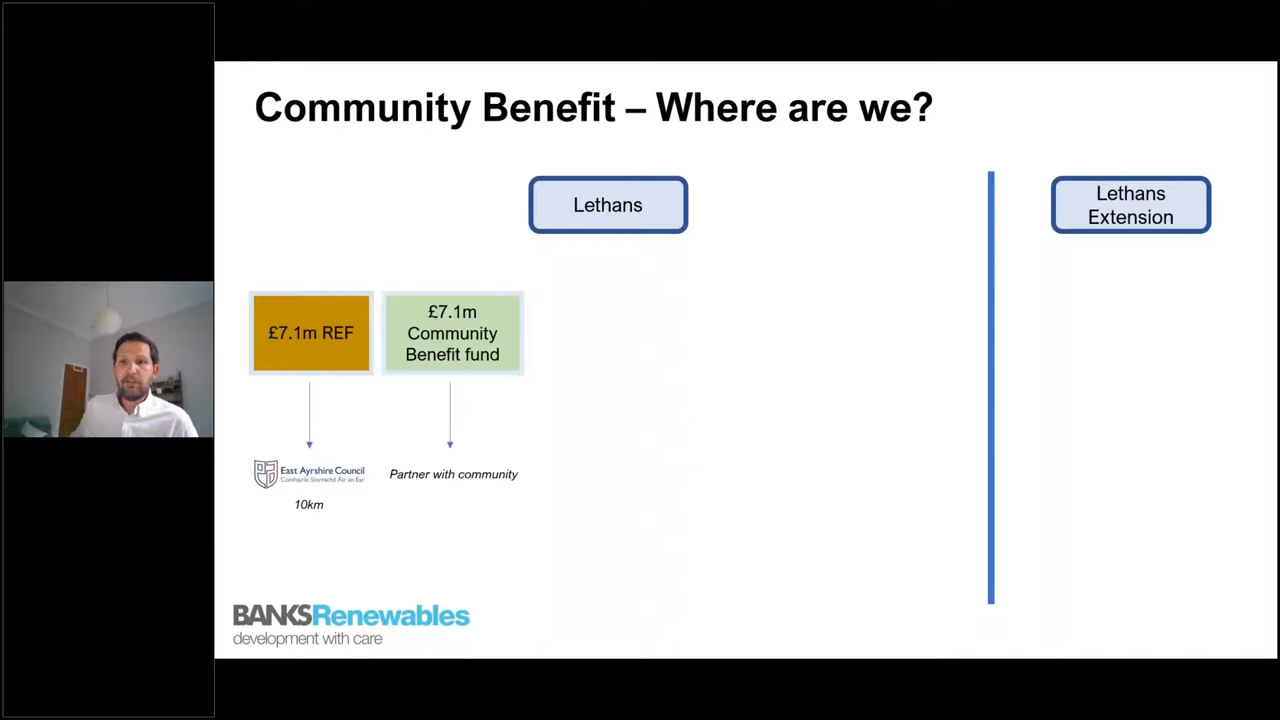 Community Benefit – Where are we?
Lethans
Lethans
Extension
£7.1m REF
£7.1m
Community
Benefit fund
East Ayrshire Council
Comhairle Siorrachd Àir an Ear
10km
Partner with community
BANKSRenewables
development with care